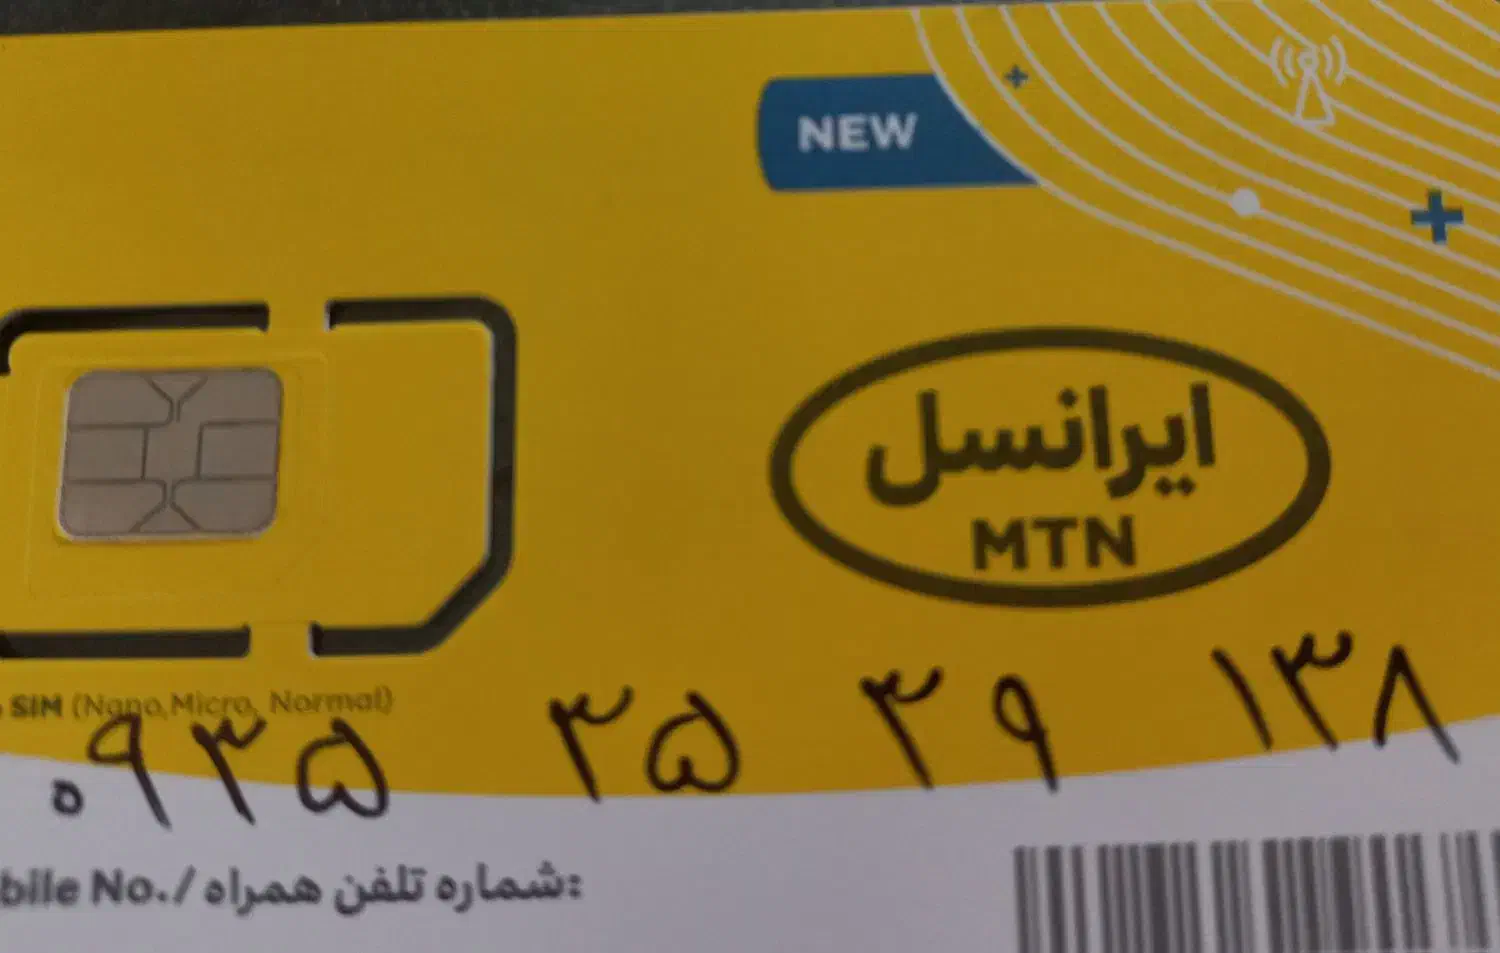 NEW
ایرانسل
MTN
SIM (Nano,Micro, Normal)
۰۹۳۵ ۳۵ ۳۹ ۱۳۸
bile No./ شماره تلفن همراه: